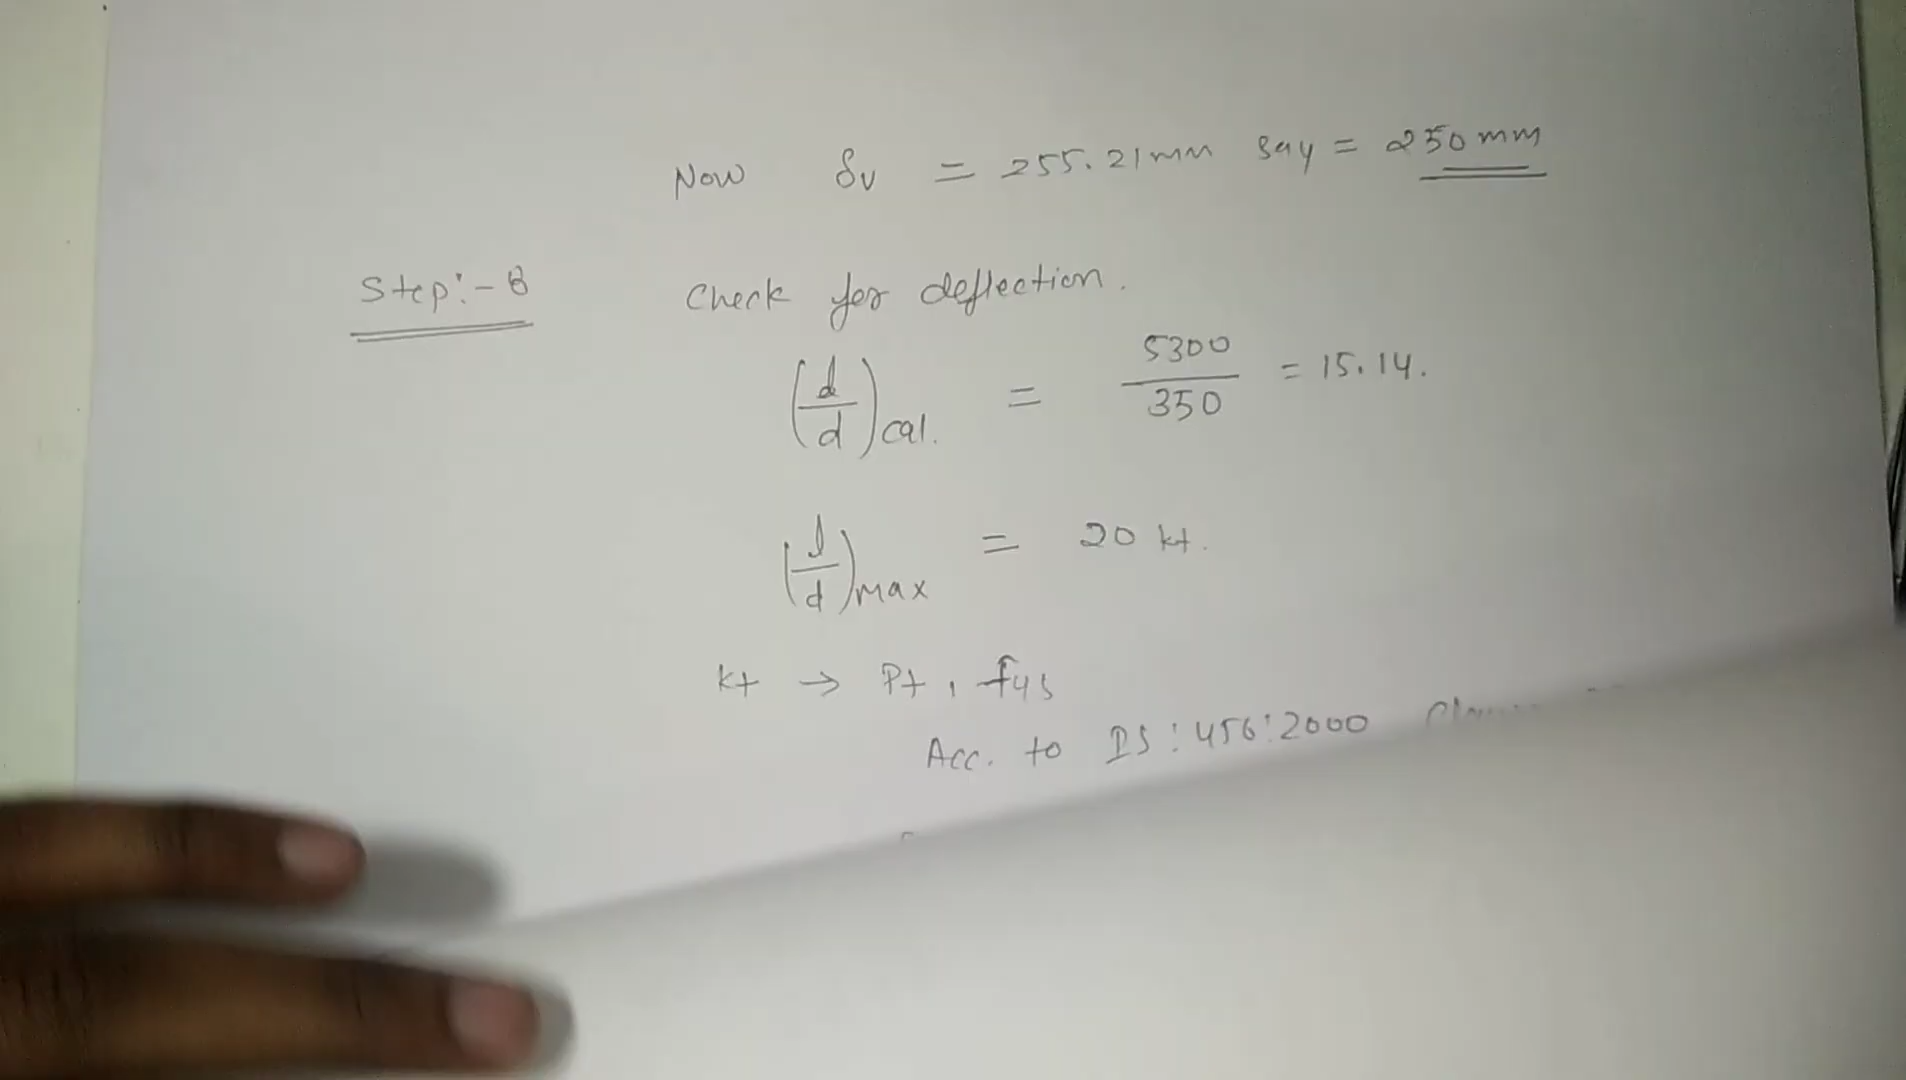 Now Sv = 255.21mm say = 250mm
Step:-8 Check for deflection.
(d/d)cal. = 5300/350 = 15.14.
(l/d)max = 20 kt.
kt → Pt, fys
Acc. to IS:456:2000